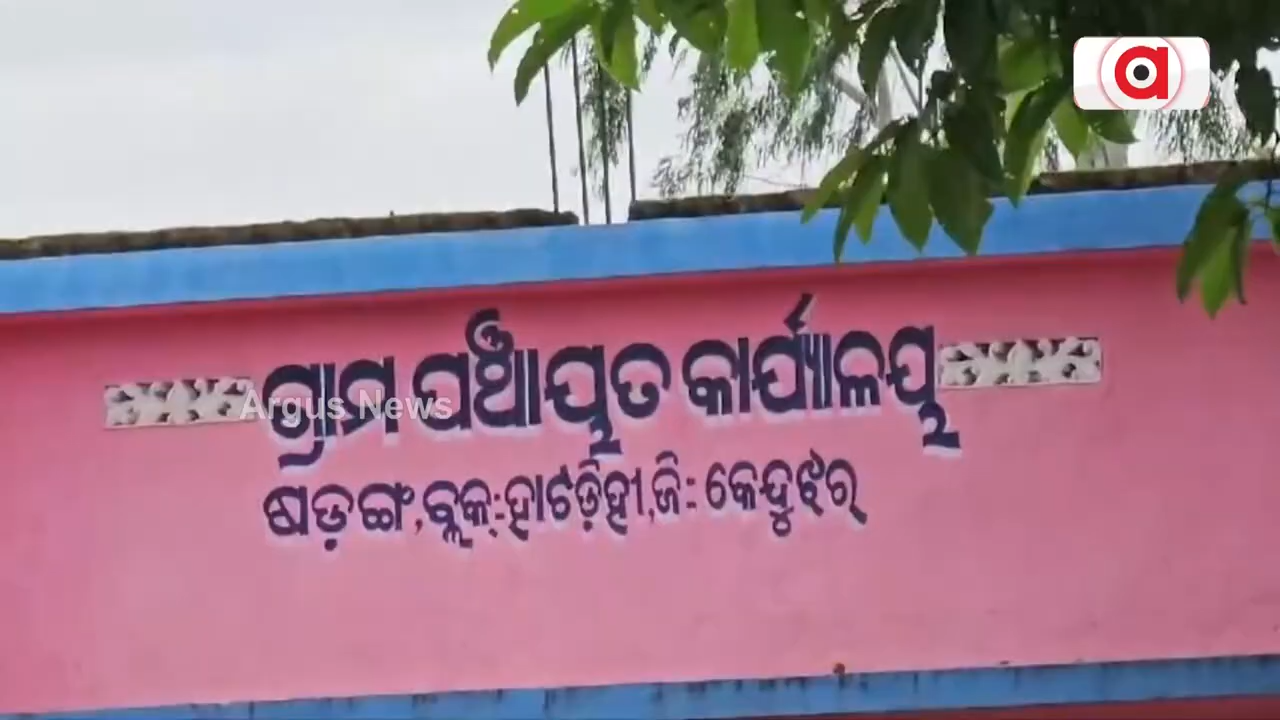 ଗ୍ରାମ ପଞ୍ଚାୟତ କାର୍ଯ୍ୟାଳୟ
Argus News
ଷଡ଼ଙ୍ଗ,ବ୍ଲକ୍:-ହାଟଡ଼ିହୀ,ଜି:- କେନ୍ଦୁଝର୍